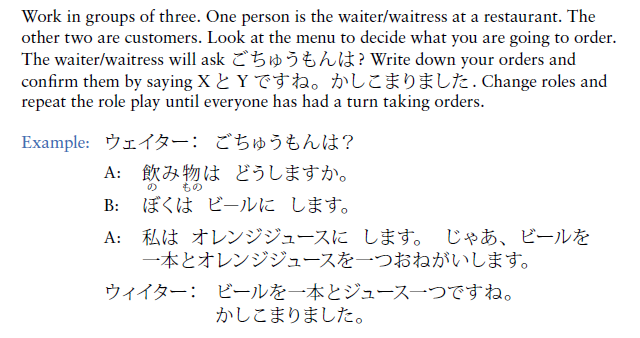 Work in groups of three. One person is the waiter/waitress at a restaurant. The
other two are customers. Look at the menu to decide what you are going to order.
The waiter/waitress will ask ごちゅうもんは? Write down your orders and
confirm them by saying X と Y ですね。かしこまりました. Change roles and
repeat the role play until everyone has had a turn taking orders.
Example: ウェイター： ごちゅうもんは？
A: 飲み物は どうしますか。
の もの
B: ぼくは ビールに します。
A: 私は オレンジジュースに します。 じゃあ、ビールを
一本とオレンジジュースを一つおねがいします。
ウィイター： ビールを一本とジュース一つですね。
かしこまりました。